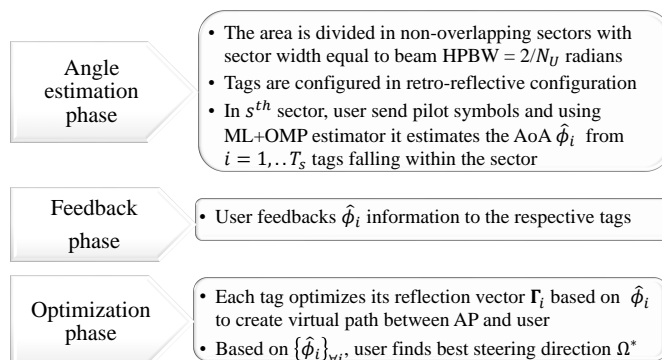 Angle
estimation
phase
• The area is divided in non-overlapping sectors with
sector width equal to beam HPBW = 2/N_U radians
• Tags are configured in retro-reflective configuration
• In s^{th} sector, user send pilot symbols and using
ML+OMP estimator it estimates the AoA \hat{ϕ}_i from
i = 1,..T_s tags falling within the sector
Feedback
phase
• User feedbacks \hat{ϕ}_i information to the respective tags
Optimization
phase
• Each tag optimizes its reflection vector Γ_i based on \hat{ϕ}_i
to create virtual path between AP and user
• Based on {\hat{ϕ}_i}_{∀i}, user finds best steering direction Ω*